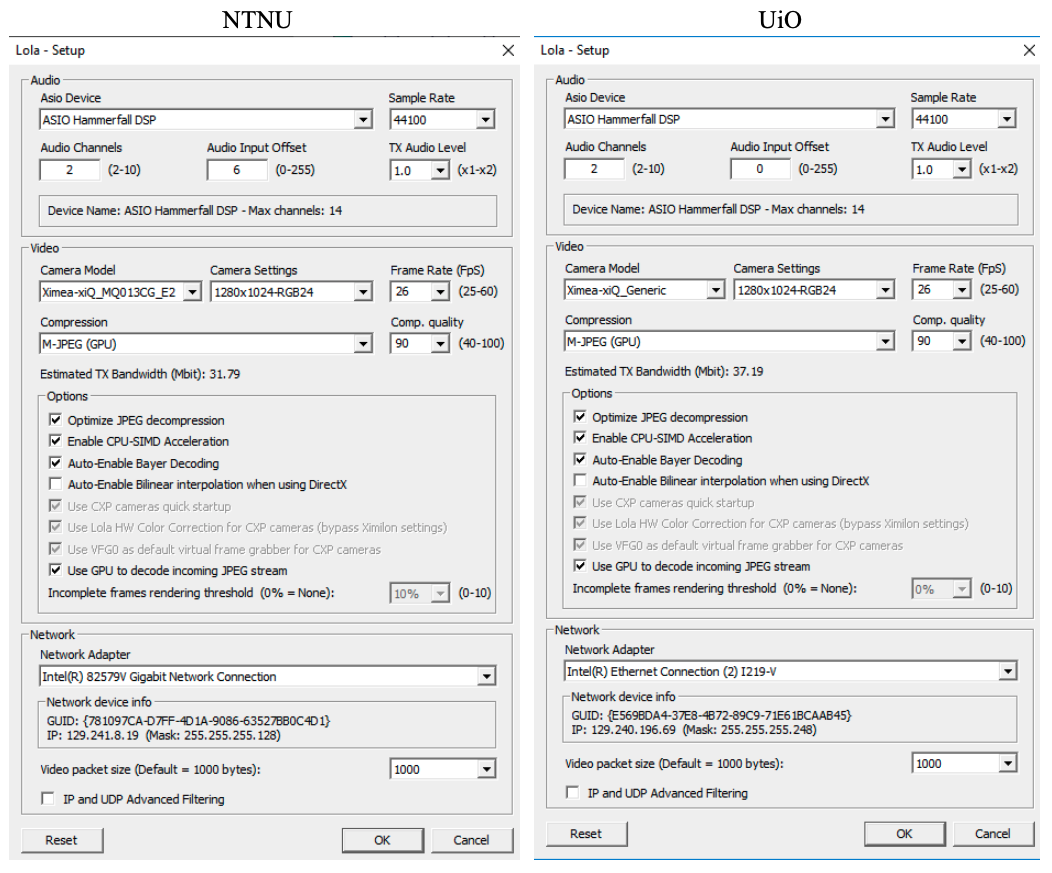 NTNU
Lola - Setup
Audio
Asio Device Sample Rate
ASIO Hammerfall DSP 44100
Audio Channels Audio Input Offset TX Audio Level
2 (2-10) 6 (0-255) 1.0 (x1-x2)
Device Name: ASIO Hammerfall DSP - Max channels: 14
Video
Camera Model Camera Settings Frame Rate (FpS)
Ximea-xiQ_MQ013CG_E2 1280x1024-RGB24 26 (25-60)
Compression Comp. quality
M-JPEG (GPU) 90 (40-100)
Estimated TX Bandwidth (Mbit): 31.79
Options
Optimize JPEG decompression
Enable CPU-SIMD Acceleration
Auto-Enable Bayer Decoding
Auto-Enable Bilinear interpolation when using DirectX
Use CXP cameras quick startup
Use Lola HW Color Correction for CXP cameras (bypass Ximilon settings)
Use VFG0 as default virtual frame grabber for CXP cameras
Use GPU to decode incoming JPEG stream
Incomplete frames rendering threshold (0% = None): 10% (0-10)
Network
Network Adapter
Intel(R) 82579V Gigabit Network Connection
Network device info
GUID: {781097CA-D7FF-4D1A-9086-63527BB0C4D1}
IP: 129.241.8.19 (Mask: 255.255.255.128)
Video packet size (Default = 1000 bytes): 1000
IP and UDP Advanced Filtering
Reset OK Cancel
UiO
Lola - Setup
Audio
Asio Device Sample Rate
ASIO Hammerfall DSP 44100
Audio Channels Audio Input Offset TX Audio Level
2 (2-10) 0 (0-255) 1.0 (x1-x2)
Device Name: ASIO Hammerfall DSP - Max channels: 14
Video
Camera Model Camera Settings Frame Rate (FpS)
Ximea-xiQ_Generic 1280x1024-RGB24 26 (25-60)
Compression Comp. quality
M-JPEG (GPU) 90 (40-100)
Estimated TX Bandwidth (Mbit): 37.19
Options
Optimize JPEG decompression
Enable CPU-SIMD Acceleration
Auto-Enable Bayer Decoding
Auto-Enable Bilinear interpolation when using DirectX
Use CXP cameras quick startup
Use Lola HW Color Correction for CXP cameras (bypass Ximilon settings)
Use VFG0 as default virtual frame grabber for CXP cameras
Use GPU to decode incoming JPEG stream
Incomplete frames rendering threshold (0% = None): 0% (0-10)
Network
Network Adapter
Intel(R) Ethernet Connection (2) I219-V
Network device info
GUID: {E569BDA4-37E8-4B72-89C9-71E61BCAAB45}
IP: 129.240.196.69 (Mask: 255.255.255.248)
Video packet size (Default = 1000 bytes): 1000
IP and UDP Advanced Filtering
Reset OK Cancel